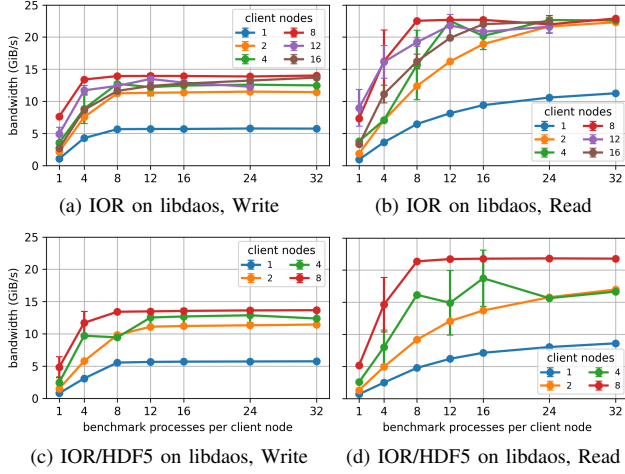 25
20
15
10
5
0
bandwidth (GiB/s)
client nodes
1 8
2 12
4 16
1 4 8 12 16 24 32
(a) IOR on libdaos, Write
client nodes
1 8
2 12
4 16
1 4 8 12 16 24 32
(b) IOR on libdaos, Read
25
20
15
10
5
0
bandwidth (GiB/s)
client nodes
1 4
2 8
1 4 8 12 16 24 32
benchmark processes per client node
(c) IOR/HDF5 on libdaos, Write
client nodes
1 4
2 8
1 4 8 12 16 24 32
benchmark processes per client node
(d) IOR/HDF5 on libdaos, Read